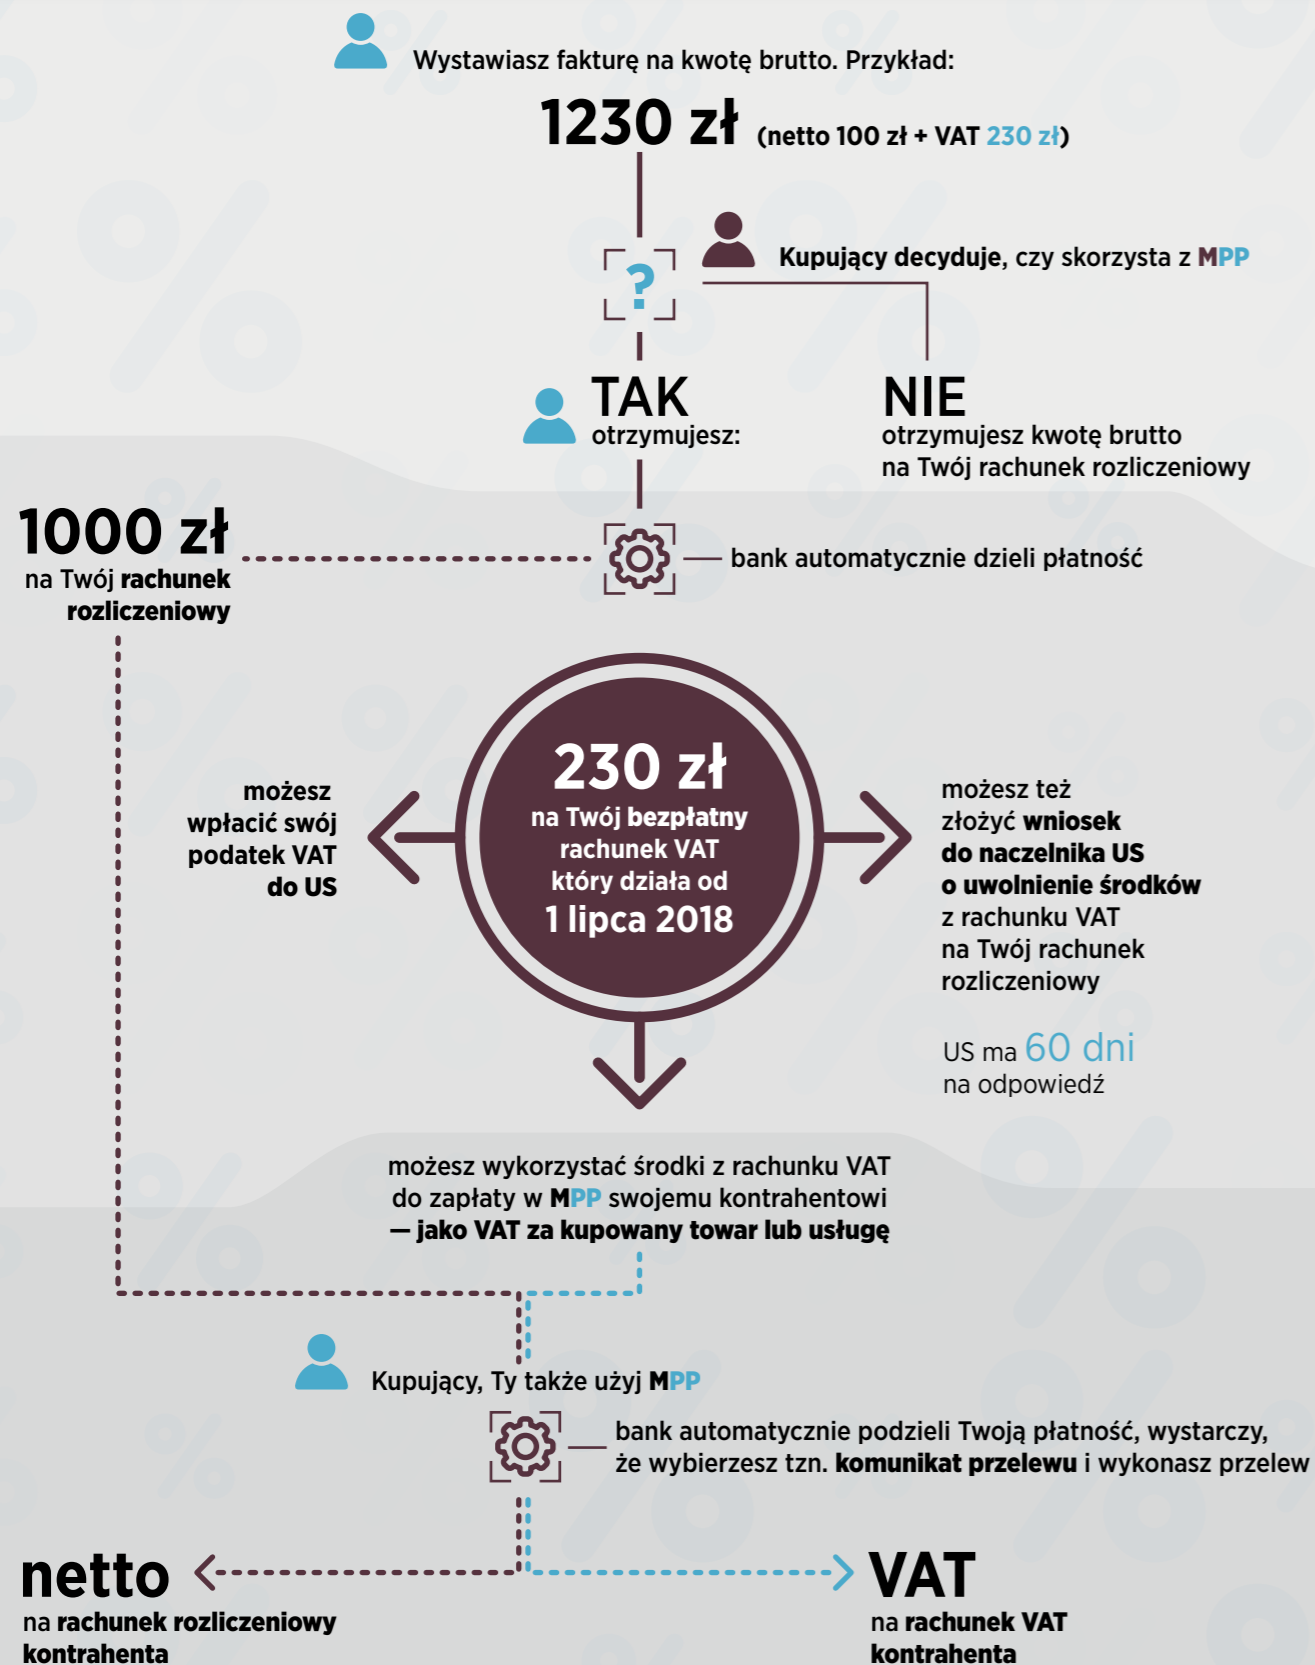 Wystawiasz fakturę na kwotę brutto. Przykład:
1230 zł (netto 100 zł + VAT 230 zł)
?
Kupujący decyduje, czy skorzysta z MPP
TAK
otrzymujesz:
NIE
otrzymujesz kwotę brutto
na Twój rachunek rozliczeniowy
1000 zł
na Twój rachunek
rozliczeniowy
bank automatycznie dzieli płatność
230 zł
na Twój bezpłatny
rachunek VAT
który działa od
1 lipca 2018
możesz
wpłacić swój
podatek VAT
do US
możesz też
złożyć wniosek
do naczelnika US
o uwolnienie środków
z rachunku VAT
na Twój rachunek
rozliczeniowy
US ma 60 dni
na odpowiedź
możesz wykorzystać środki z rachunku VAT
do zapłaty w MPP swojemu kontrahentowi
— jako VAT za kupowany towar lub usługę
Kupujący, Ty także użyj MPP
bank automatycznie podzieli Twoją płatność, wystarczy,
że wybierzesz tzn. komunikat przelewu i wykonasz przelew
netto
na rachunek rozliczeniowy
kontrahenta
VAT
na rachunek VAT
kontrahenta